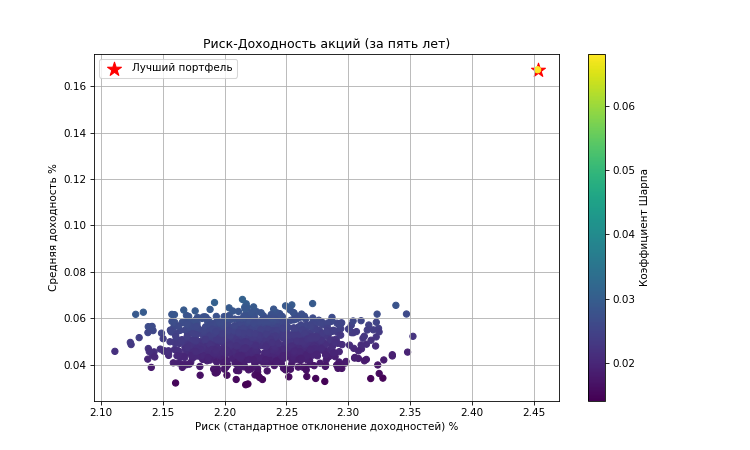 Риск-Доходность акций (за пять лет)
Лучший портфель
0.16
0.14
0.12
0.10
0.08
0.06
0.04
Средняя доходность %
2.10 2.15 2.20 2.25 2.30 2.35 2.40 2.45
Риск (стандартное отклонение доходностей) %
0.06
0.05
0.04
0.03
0.02
Коэффициент Шарпа